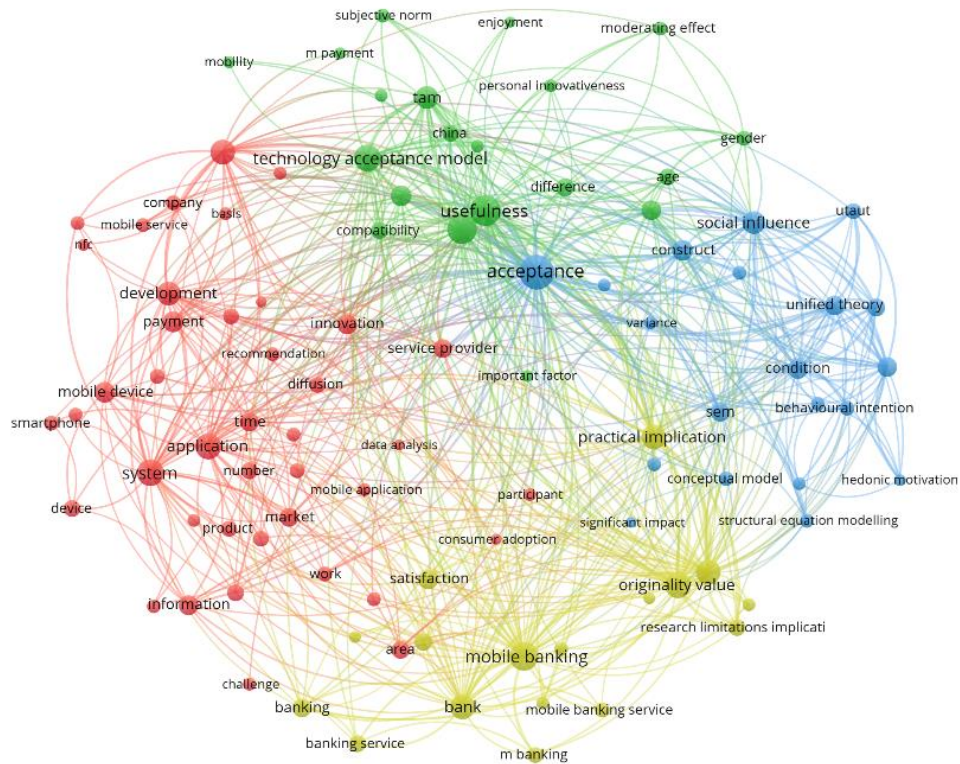 subjective norm
enjoyment
moderating effect
m payment
mobility
personal innovativeness
tam
china
gender
technology acceptance model
age
difference
company
basis
usefulness
utaut
mobile service
social influence
compatibility
nfc
construct
acceptance
development
unified theory
payment
innovation
variance
service provider
recommendation
condition
important factor
diffusion
mobile device
behavioural intention
sem
smartphone
time
practical implication
application
data analysis
system
number
conceptual model
hedonic motivation
mobile application
participant
device
market
product
significant impact
structural equation modelling
consumer adoption
work
satisfaction
originality value
information
research limitations implicati
area
mobile banking
challenge
banking
bank
mobile banking service
banking service
m banking